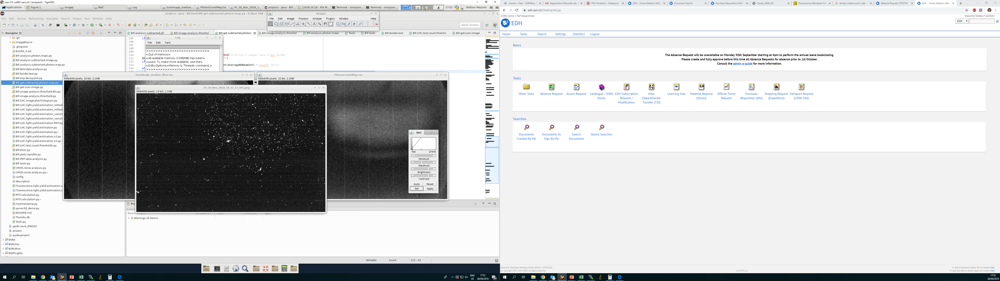 cwe-513-vol861.cern.ch:1 (smazzoni) - TigerVNC
Applications
Figure 1
ImageJ
B&C
Log
SumImage_median...
PhotonCountMap.txt
Fri_30_Nov_2018_1...
projects - Java - BIF...
[2018.10.18 - File M...
Terminal - smazzon...
Terminal - smazzon...
17:52
Stefano Mazzoni
projects - Java - BIF/tools/BIF.get.subtracted.photon.map.py - Eclipse SDK -
File Edit Source Refactoring Navigate Search Project Run Window Help
Quick Access
ImageJ
File Edit Image Process Analyze Plugins Window Help
Dev
Navigator
.git
ImageJMacro
.gitignore
B1APD_S.txt
BIF.analysis.photon.maps.py
BIF.analysis.subtracted.image.py
BIF.analysis.subtracted.photon.map.py
BIF.BGV.data.analysis.py
BIF.border.test.py
BIF.exp.decay.plot.py
BIF.get.subtracted.photon.map.py
BIF.get.sum.image.py
BIF.image.analysis.threshold.BG.py
BIF.image.analysis.threshold.py
BIF.LHC.image.plot.histogram.py
BIF.LHC.light.yield.estimation_HiRadi
BIF.LHC.light.yield.estimation_HiRadi
BIF.LHC.light.yield.estimation_variola
BIF.LHC.light.yield.estimation_variola
BIF.LHC.light.yield.estimation.PMT.py
BIF.LHC.light.yield.estimation.py
BIF.LHC.light.yield.estimation.py~
BIF.LHC.light.yield.estimation.v2.py
BIF.LHC.light.yield.estimation.v2.py~
BIF.LHC.test.count.thresholds.py
BIF.plots.py
BIF.plots.Vprofile.py
BIF.PMT.data.analysis.py
BIF.tests.py
CMOS.noise.analysis.py
CMOS.noise.analysis.py~
config
description
Fluorescence.light.yield.estimation.s
Fluorescence.light.yield.estimation.s
MTF.calculation.py
MTF.calculation.py~
mytimestamp.py
quiver3d_demo.py
README.md
Thumbs.db
Tools.py
.gedit-save-JP6OAZ
.project
.pydevproject
BSRA
BSRLGui
BSRLMon
BSRTLights
BIF.analysis.subtracted.ph
BIF.image.analysis.threshol
BIF.get.subtracted.photon.
BIF.image.analysis.threshol
BIF.analysis.photon.maps
Tools
BIF.tests
BIF.border.test
BIF.LHC.test.count.thresho
BIF.get.sum.image
105 if
106
107
108
109
110 928] # Enrico's images have 8 pix border
111 BI ")
112 if
113 nt/AverageBGBeamInt) # weigth factor
114 el
Log
File Edit Font
>>>>>>>>>>>>>>>>>>>>>>>>>>>
<Out of memory>
<All available memory (2336MB) has been>
<used. To make more available, use the>
<Edit>Options>Memory & Threads command.>
>>>>>>>>>>>>>>>>>>>>>>>>>>>
SumImage_median_filter.txt
968x608 pixels; 32-bit; 2.2MB
PhotonCountMap.txt
968x608 pixels; 32-bit; 2.2MB
Fri_30_Nov_2018_18_31_13_343.png
968x608 pixels; 16-bit; 1.1MB
B&C
768 27379
Minimum
Maximum
Brightness
Contrast
Auto Reset
Set Apply
Pro
0 error
Description
Warnings (8 items)
Writable Insert 115 : 43
ENG
US
17:52
30/09/2019
camera - Files - CERNBox
Registration Patrouille des
PDG Mutation - Datasport
EDH - Home (Stefano MAZZ
Document Search
Purchase Requisition (DAI)
Quote_3000_EN
Fluorescence Bandpass Filt
ferney voltaire post code -
Material Request 7970750
EDH - Home (Stefano MAZ
edh.cern.ch/Desktop/dir.jsp
CERN Home > FAP Department
Welcome Stefano MAZZONI
EDH
EDH
Home Tasks Search Settings Statistics Logout
News
The Absence Request will be unavailable on Monday 30th September starting at 4pm to perform the annual leave bookclosing.
Please create and fully approve before this time all Absence Requests for absence prior to 1st October.
Consult the admin e-guide for more information.
Tasks
Other Tasks
Absence Request
Access Request
Catalogue - CERN Stores
GSM Subscription Request / Modification
Inter Departmental Transfer (TID)
Learning Hub
Material Request (Stores)
Official Travel Request
Purchase Requisition (DAI)
Shipping Request (Expedition)
Transport Request (CERN Site)
Searches
Documents Created By Me
Documents To Sign By Me
Search Documents
Stored Searches
Electronic Document Handling System (EDH) v.19.09.24.02
(C) Copyright 1991-2019 CERN. All Rights Reserved
In case of questions please fill in a request here
In case of problems please report an incident here
17:52
30/09/2019